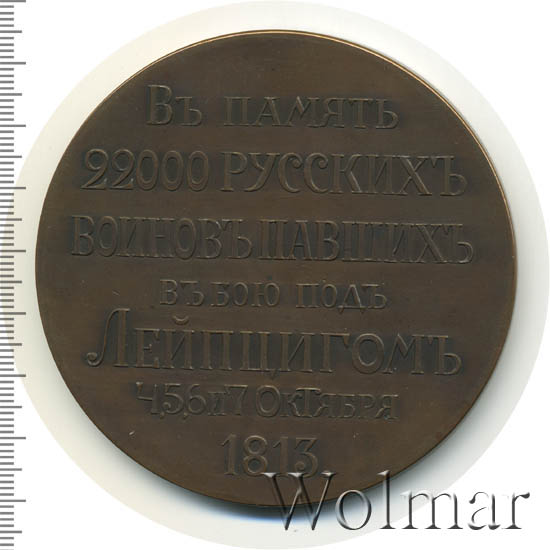 Въ память
22000 русскихъ
воиновъ павшихъ
въ бою подъ
Лейпцигомъ
4,5,6 и 7 октября
1813.
Wolmar